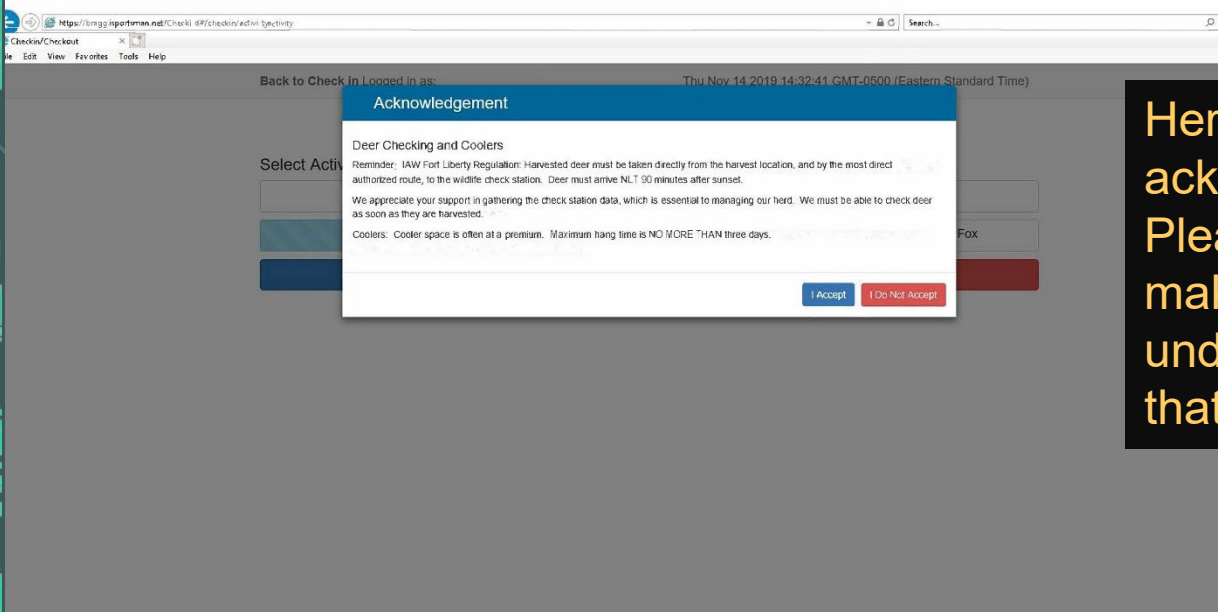 https://bragg.isportsman.net/Checki d#/checkin/activi tyactivity
Search...
Checkin/Checkout
Edit View Favorites Tools Help
Back to Check in Logged in as:
Thu Nov 14 2019 14:32:41 GMT-0500 (Eastern Standard Time)
Acknowledgement
Deer Checking and Coolers
Reminder: IAW Fort Liberty Regulation: Harvested deer must be taken directly from the harvest location, and by the most direct
authorized route, to the wildlife check station. Deer must arrive NLT 90 minutes after sunset.
We appreciate your support in gathering the check station data, which is essential to managing our herd. We must be able to check deer
as soon as they are harvested.
Coolers: Cooler space is often at a premium. Maximum hang time is NO MORE THAN three days.
I Accept
I Do Not Accept
Select Activ
Fox
Her
ack
Plea
mak
und
that